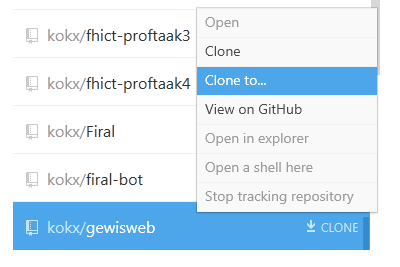 kokx/fhict-proftaak3
kokx/fhict-proftaak4
kokx/Firal
kokx/firal-bot
kokx/gewisweb
CLONE
Open
Clone
Clone to...
View on GitHub
Open in explorer
Open a shell here
Stop tracking repository